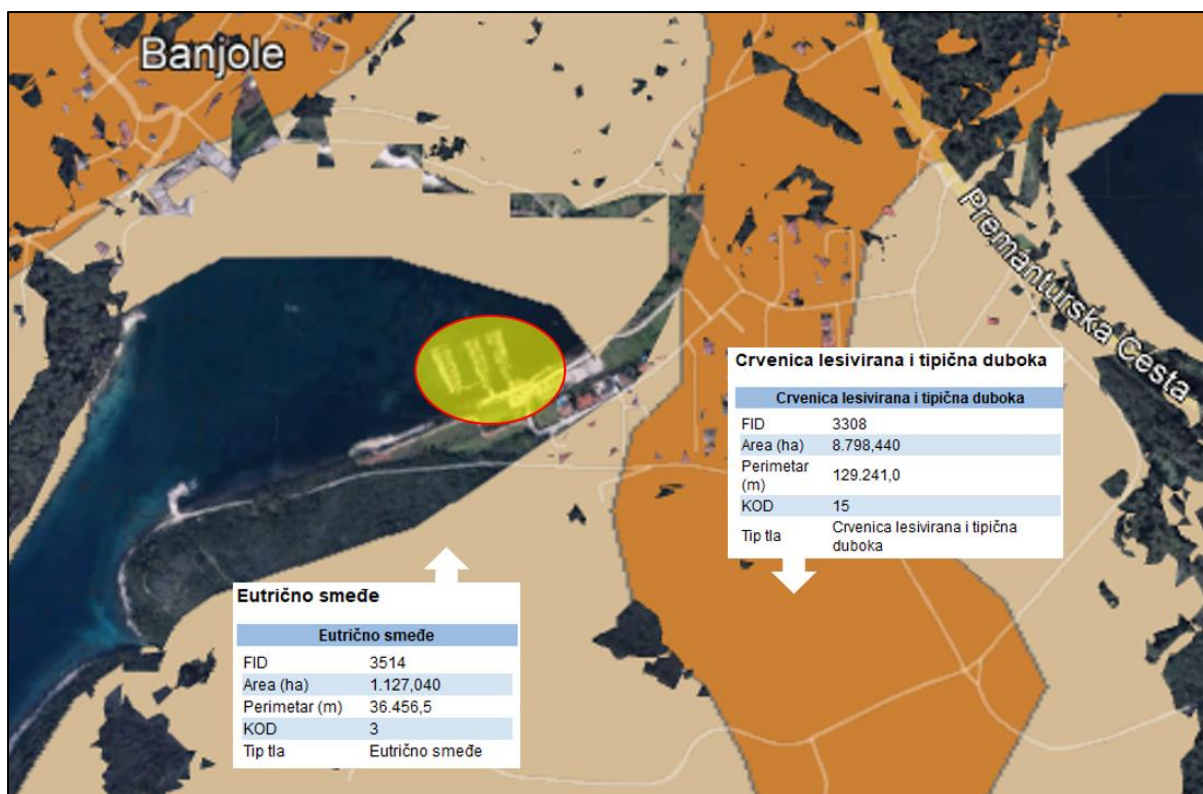 Banjole
Premanturska Cesta
Crvenica lesivirana i tipična duboka
Crvenica lesivirana i tipična duboka
FID 3308
Area (ha) 8.798,440
Perimetar
(m) 129.241,0
KOD 15
Tip tla Crvenica lesivirana i tipična
duboka
Eutrično smeđe
Eutrično smeđe
FID 3514
Area (ha) 1.127,040
Perimetar (m) 36.456,5
KOD 3
Tip tla Eutrično smeđe